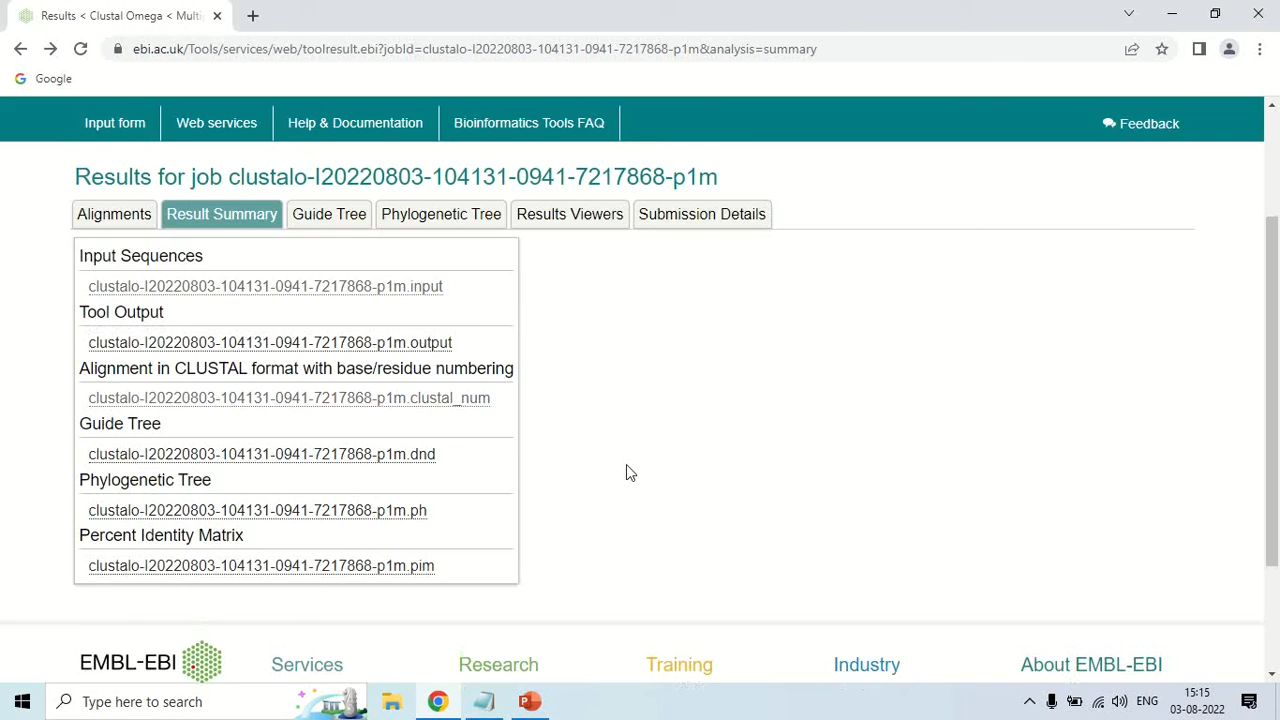 Results < Clustal Omega < Multip
ebi.ac.uk/Tools/services/web/toolresult.ebi?jobId=clustalo-I20220803-104131-0941-7217868-p1m&analysis=summary
Google
Input form
Web services
Help & Documentation
Bioinformatics Tools FAQ
Feedback
Results for job clustalo-I20220803-104131-0941-7217868-p1m
Alignments
Result Summary
Guide Tree
Phylogenetic Tree
Results Viewers
Submission Details
Input Sequences
clustalo-I20220803-104131-0941-7217868-p1m.input
Tool Output
clustalo-I20220803-104131-0941-7217868-p1m.output
Alignment in CLUSTAL format with base/residue numbering
clustalo-I20220803-104131-0941-7217868-p1m.clustal_num
Guide Tree
clustalo-I20220803-104131-0941-7217868-p1m.dnd
Phylogenetic Tree
clustalo-I20220803-104131-0941-7217868-p1m.ph
Percent Identity Matrix
clustalo-I20220803-104131-0941-7217868-p1m.pim
EMBL-EBI
Services
Research
Training
Industry
About EMBL-EBI
Type here to search
ENG
15:15
03-08-2022